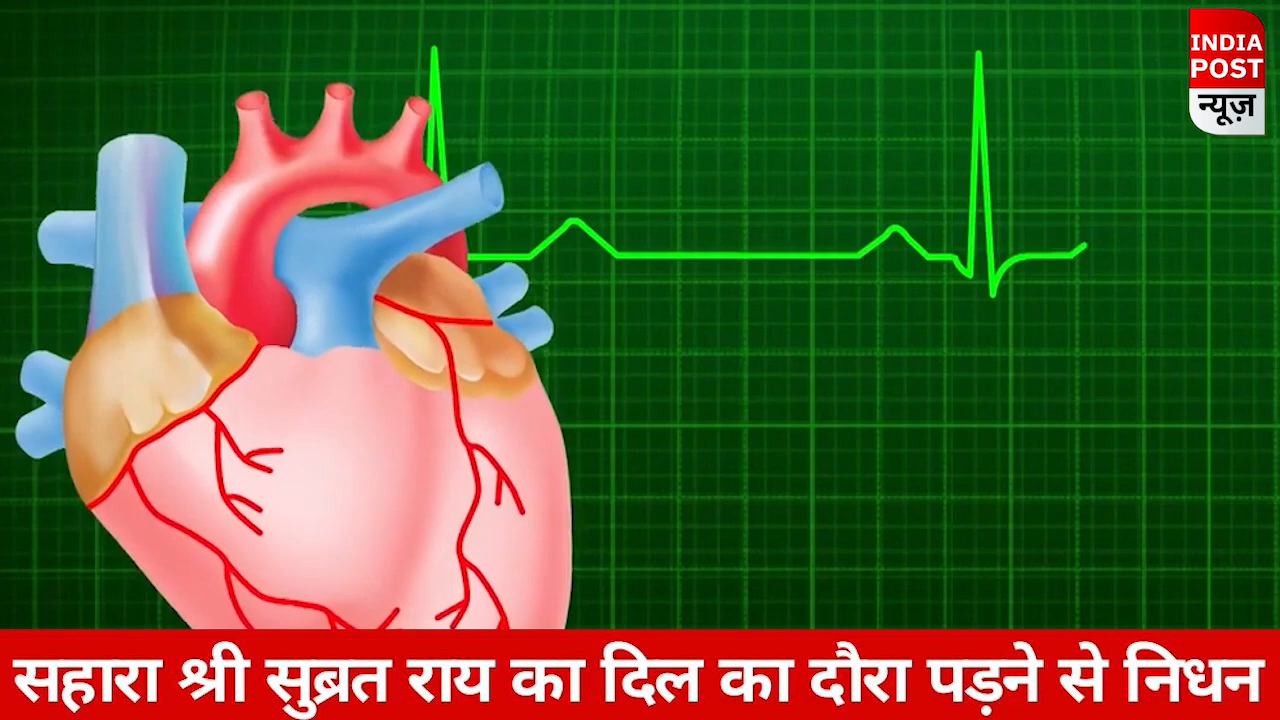 INDIA
POST
न्यूज़
सहारा श्री सुब्रत राय का दिल का दौरा पड़ने से निधन